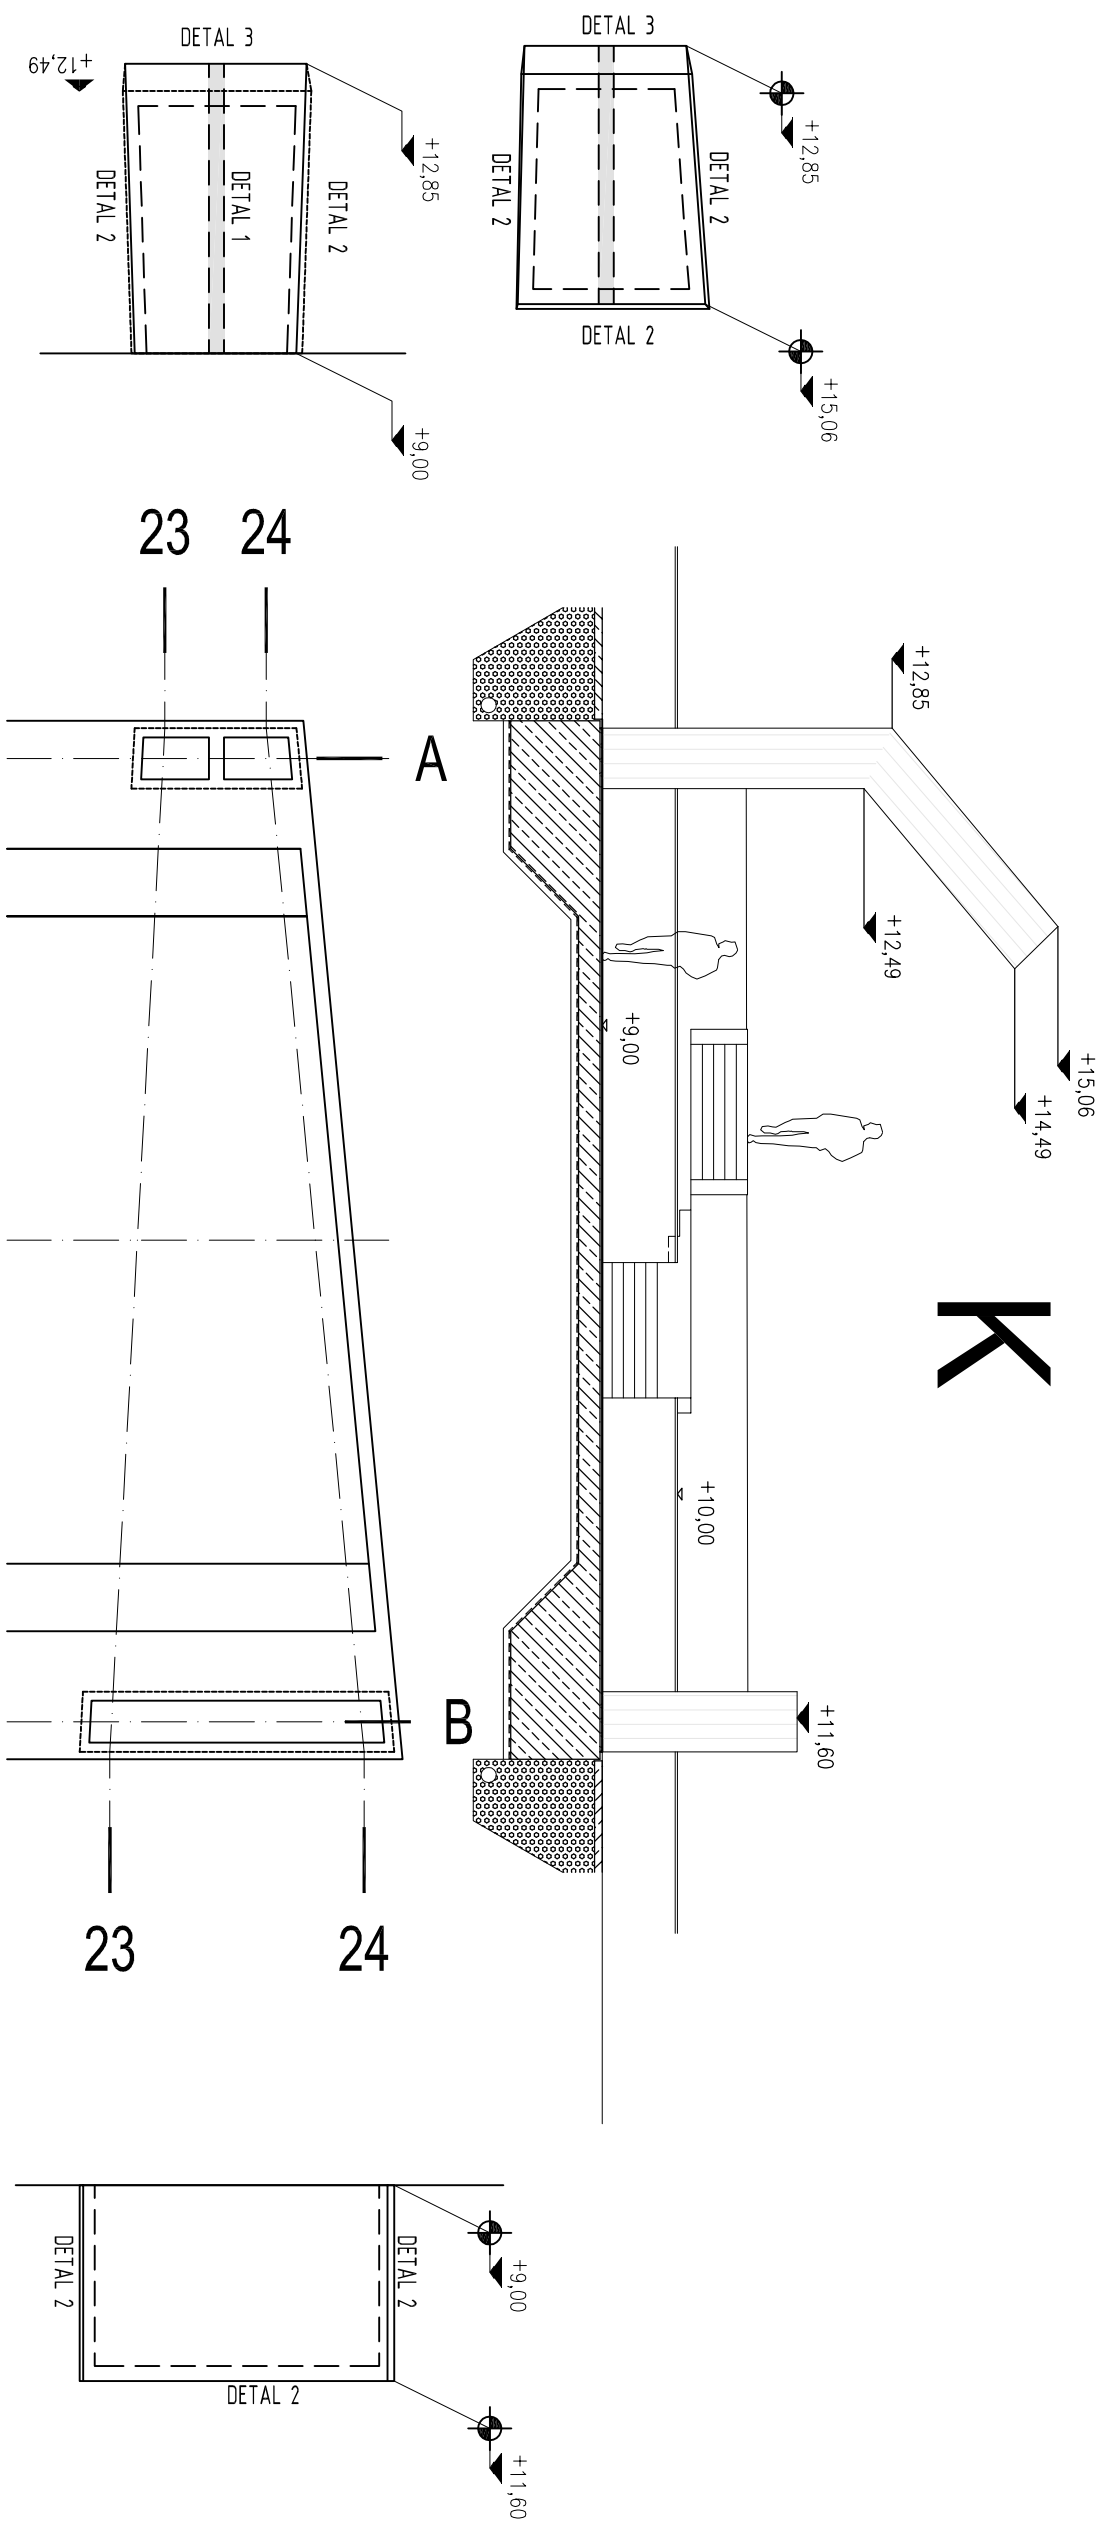 DETAL 3
+12,49
+12,85
DETAL 2
DETAL 1
DETAL 2
+9,00
DETAL 3
+12,85
DETAL 2
DETAL 2
DETAL 2
+15,06
23
24
+12,85
A
+12,49
+9,00
+15,06
+14,49
K
+10,00
B
+11,60
23
24
DETAL 2
DETAL 2
+9,00
DETAL 2
+11,60